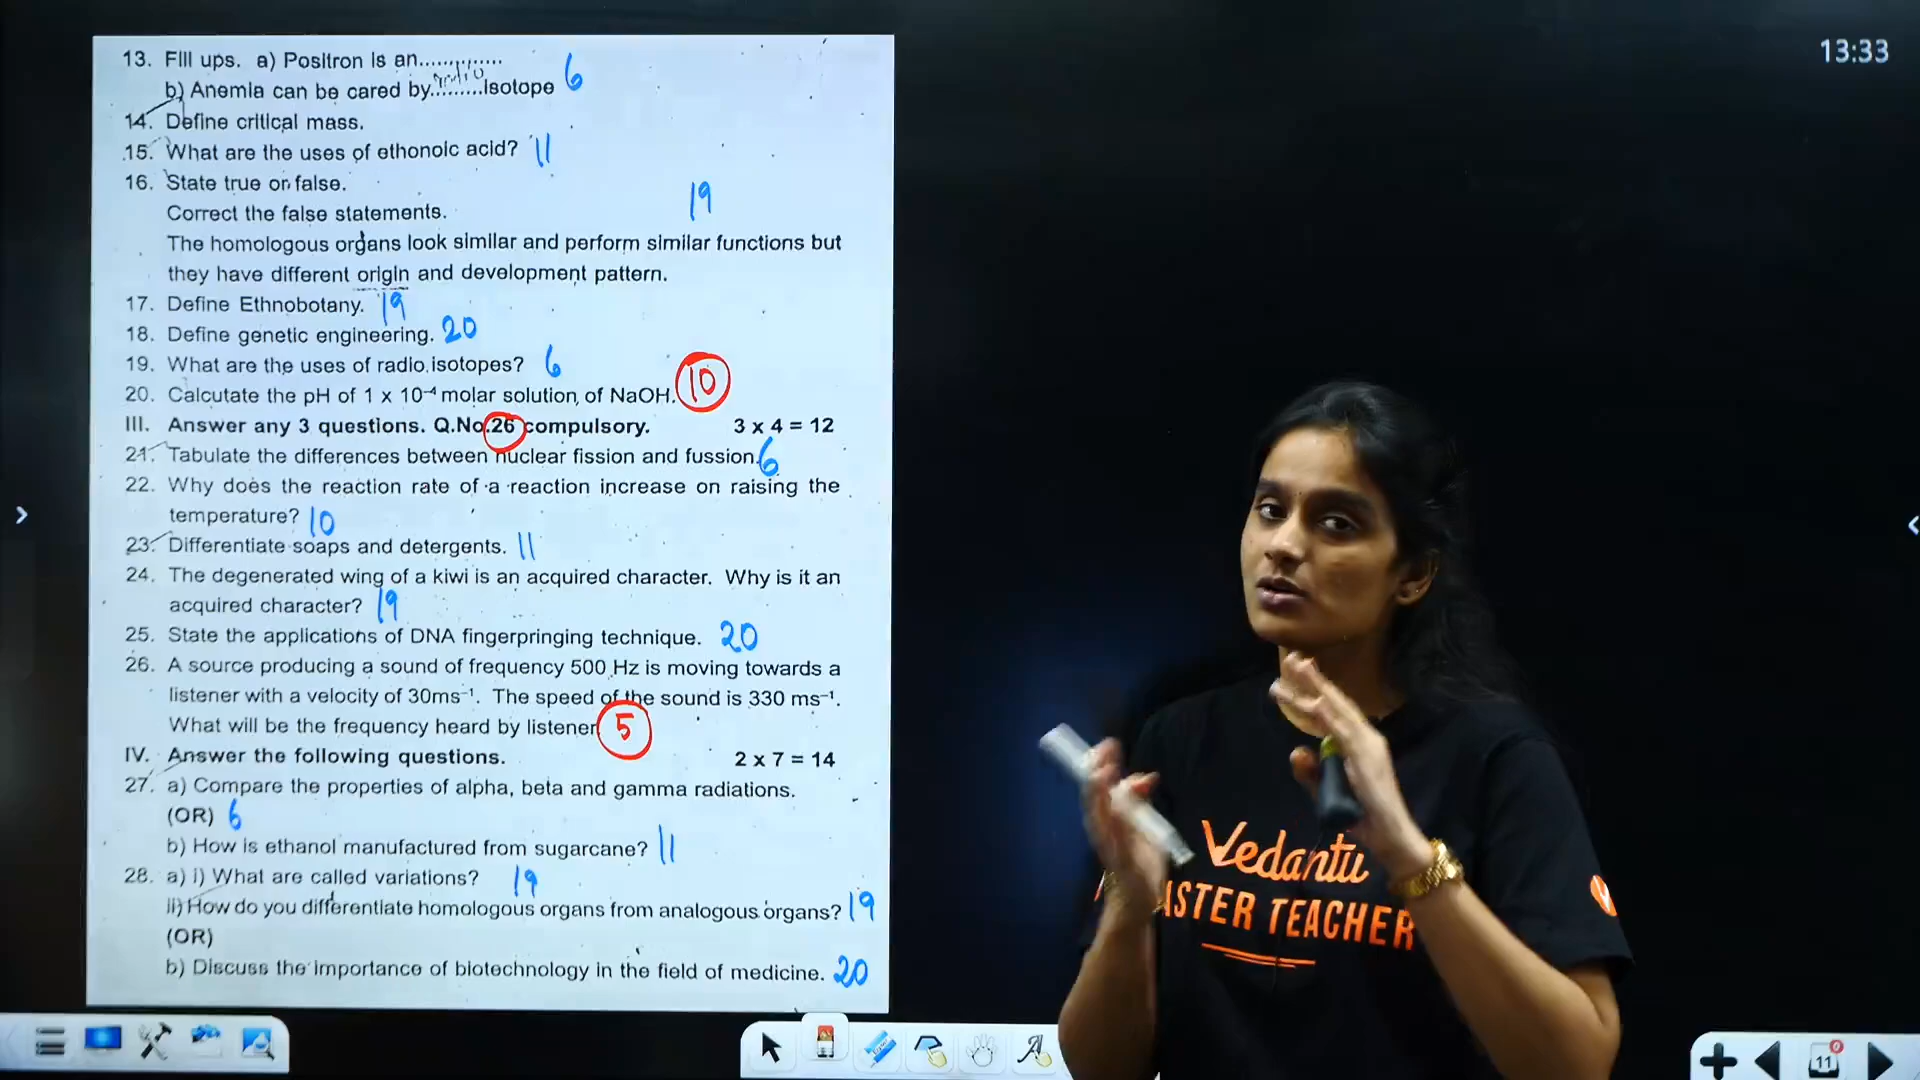 13:33
13. Fill ups. a) Positron is an..............
radio
b) Anemia can be cared by.........isotope 6
14. Define critical mass.
15. What are the uses of ethonoic acid? 11
16. State true or false.
Correct the false statements. 19
The homologous organs look similar and perform similar functions but
they have different origin and development pattern.
17. Define Ethnobotany. 19
18. Define genetic engineering. 20
19. What are the uses of radio isotopes? 6
20. Calcutate the pH of 1 x 10⁻⁴ molar solution of NaOH. 10
III. Answer any 3 questions. Q.No.26 compulsory. 3 x 4 = 12
21. Tabulate the differences between nuclear fission and fussion. 6
22. Why does the reaction rate of a reaction increase on raising the
temperature? 10
23. Differentiate soaps and detergents. 11
24. The degenerated wing of a kiwi is an acquired character. Why is it an
acquired character? 19
25. State the applications of DNA fingerpringing technique. 20
26. A source producing a sound of frequency 500 Hz is moving towards a
listener with a velocity of 30ms⁻¹. The speed of the sound is 330 ms⁻¹.
What will be the frequency heard by listener 5
IV. Answer the following questions. 2 x 7 = 14
27. a) Compare the properties of alpha, beta and gamma radiations.
(OR) 6
b) How is ethanol manufactured from sugarcane? 11
28. a) i) What are called variations? 19
ii) How do you differentiate homologous organs from analogous organs? 19
(OR)
b) Discuss the importance of biotechnology in the field of medicine. 20
Vedantu
ASTER TEACHER
11
0